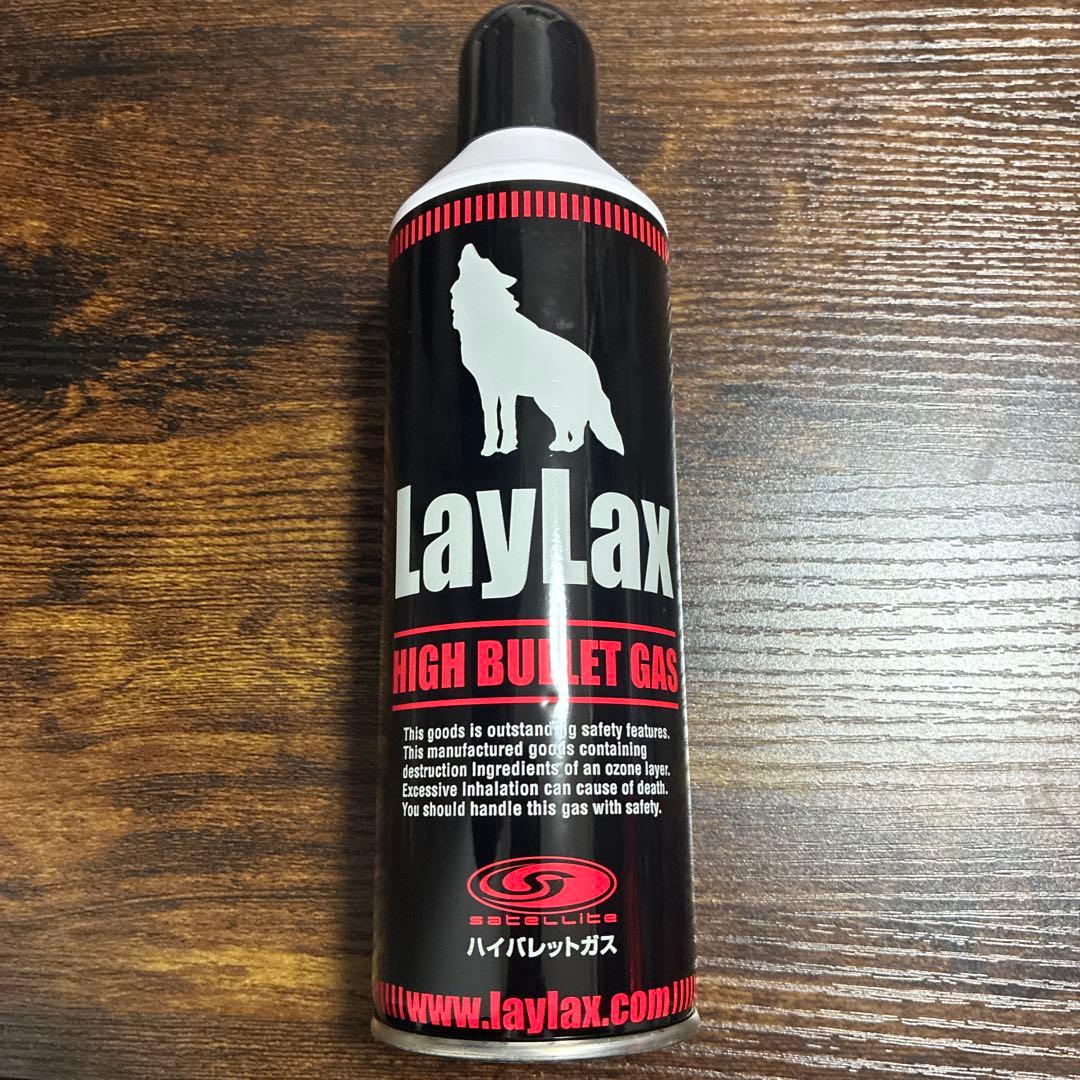 LayLax
HIGH BULLET GAS
This goods is outstanding safety features.
This manufactured goods containing
destruction Ingredients of an ozone layer.
Excessive Inhalation can cause of death.
You should handle this gas with safety.
satellite
ハイバレットガス
www.laylax.com